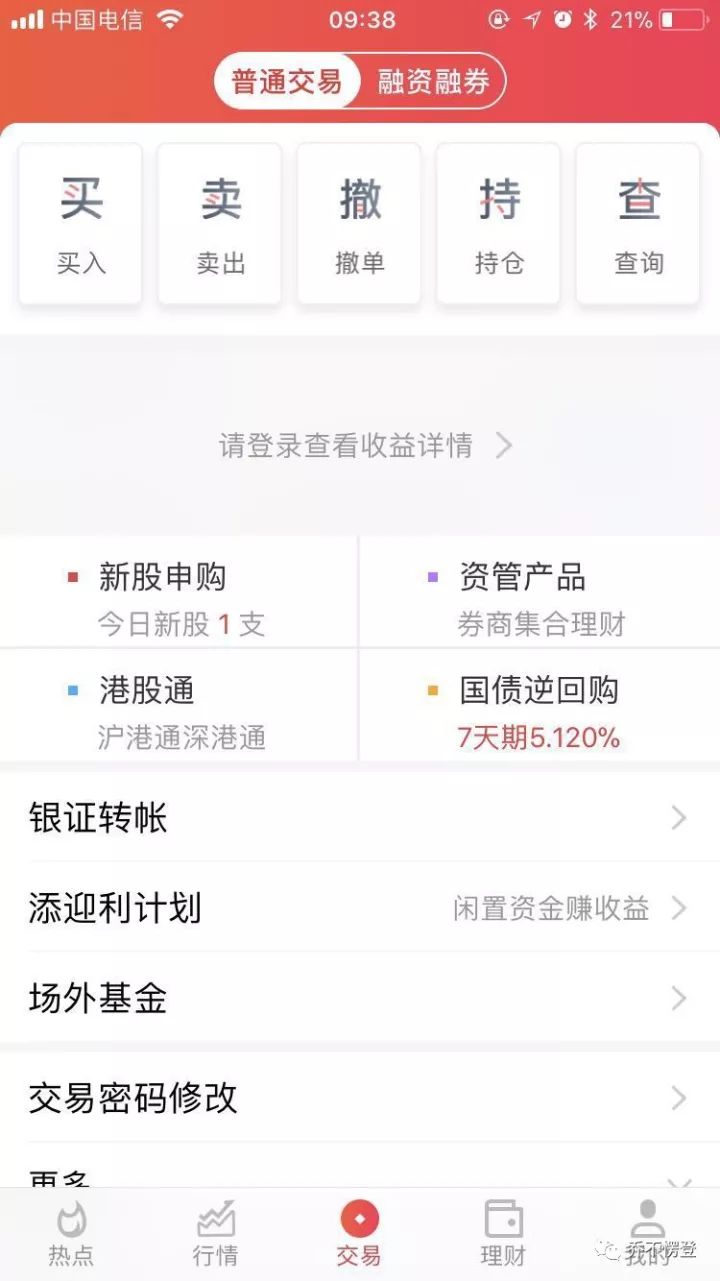 中国电信 09:38 21%
普通交易 融资融券
买 卖 撤 持 查
买入 卖出 撤单 持仓 查询
请登录查看收益详情
新股申购 资管产品
今日新股 1 支 券商集合理财
港股通 国债逆回购
沪港通深港通 7天期5.120%
银证转帐
添迎利计划 闲置资金赚收益
场外基金
交易密码修改
更多
热点 行情 交易 理财 我的
乔不愣登